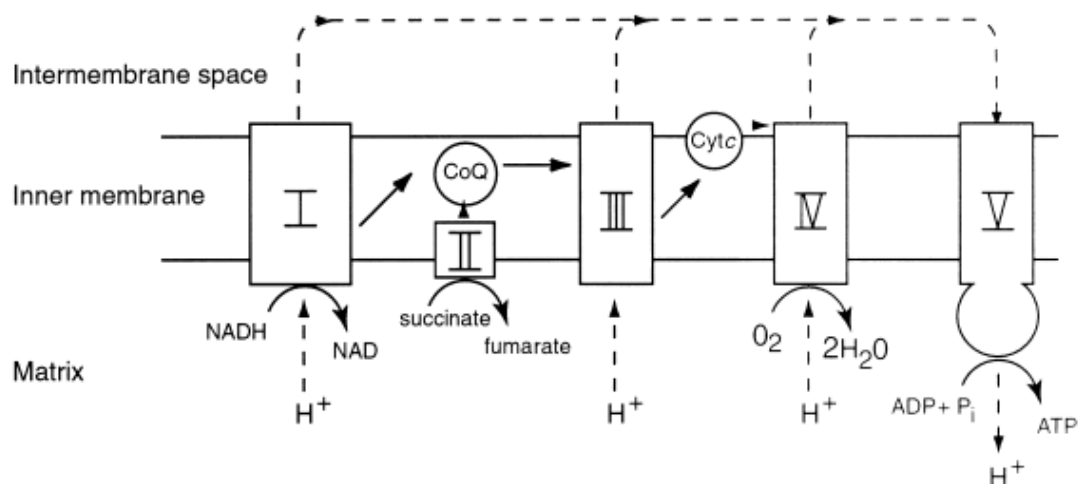 Intermembrane space
Cytc
Inner membrane
I
CoQ
II
III
IV
V
NADH
NAD
succinate
fumarate
O2
2H2O
Matrix
H+
H+
H+
ADP+ Pi
ATP
H+